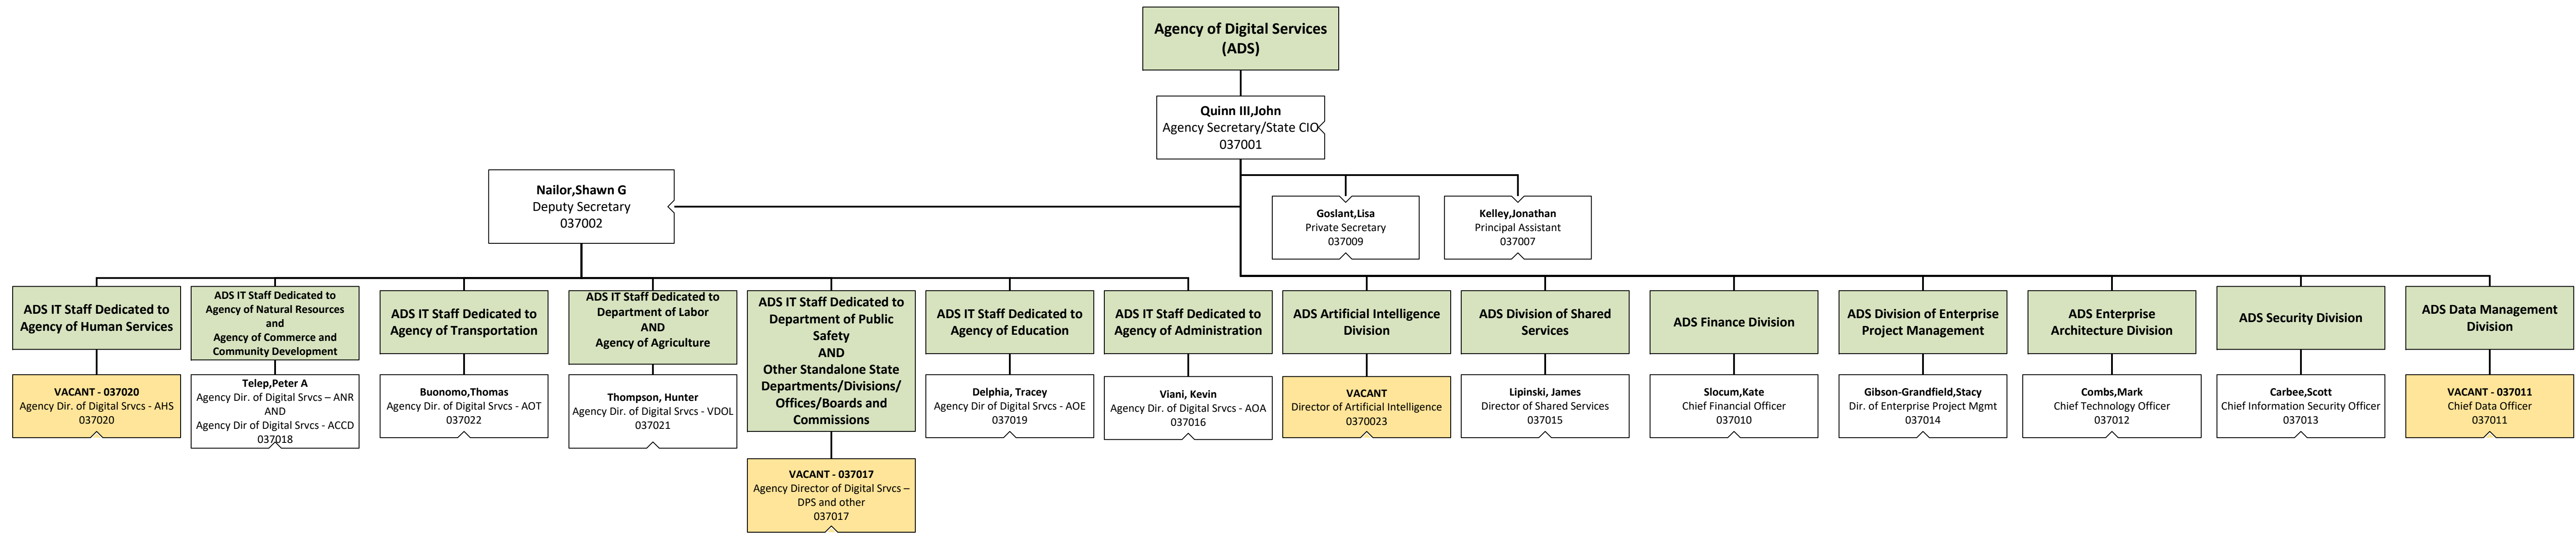 Agency of Digital Services
(ADS)
Quinn III,John
Agency Secretary/State CIO
037001
Nailor,Shawn G
Deputy Secretary
037002
Goslant,Lisa
Private Secretary
037009
Kelley,Jonathan
Principal Assistant
037007
ADS IT Staff Dedicated to
Agency of Human Services
VACANT - 037020
Agency Dir. of Digital Srvcs - AHS
037020
ADS IT Staff Dedicated to
Agency of Natural Resources
and
Agency of Commerce and
Community Development
Telep,Peter A
Agency Dir. of Digital Srvcs – ANR
AND
Agency Dir of Digital Srvcs - ACCD
037018
ADS IT Staff Dedicated to
Agency of Transportation
Buonomo,Thomas
Agency Dir. of Digital Srvcs - AOT
037022
ADS IT Staff Dedicated to
Department of Labor
AND
Agency of Agriculture
Thompson, Hunter
Agency Dir. of Digital Srvcs - VDOL
037021
ADS IT Staff Dedicated to
Department of Public
Safety
AND
Other Standalone State
Departments/Divisions/
Offices/Boards and
Commissions
VACANT - 037017
Agency Director of Digital Srvcs –
DPS and other
037017
ADS IT Staff Dedicated to
Agency of Education
Delphia, Tracey
Agency Dir of Digital Srvcs - AOE
037019
ADS IT Staff Dedicated to
Agency of Administration
Viani, Kevin
Agency Dir. of Digital Srvcs - AOA
037016
ADS Artificial Intelligence
Division
VACANT
Director of Artificial Intelligence
0370023
ADS Division of Shared
Services
Lipinski, James
Director of Shared Services
037015
ADS Finance Division
Slocum,Kate
Chief Financial Officer
037010
ADS Division of Enterprise
Project Management
Gibson-Grandfield,Stacy
Dir. of Enterprise Project Mgmt
037014
ADS Enterprise
Architecture Division
Combs,Mark
Chief Technology Officer
037012
ADS Security Division
Carbee,Scott
Chief Information Security Officer
037013
ADS Data Management
Division
VACANT - 037011
Chief Data Officer
037011